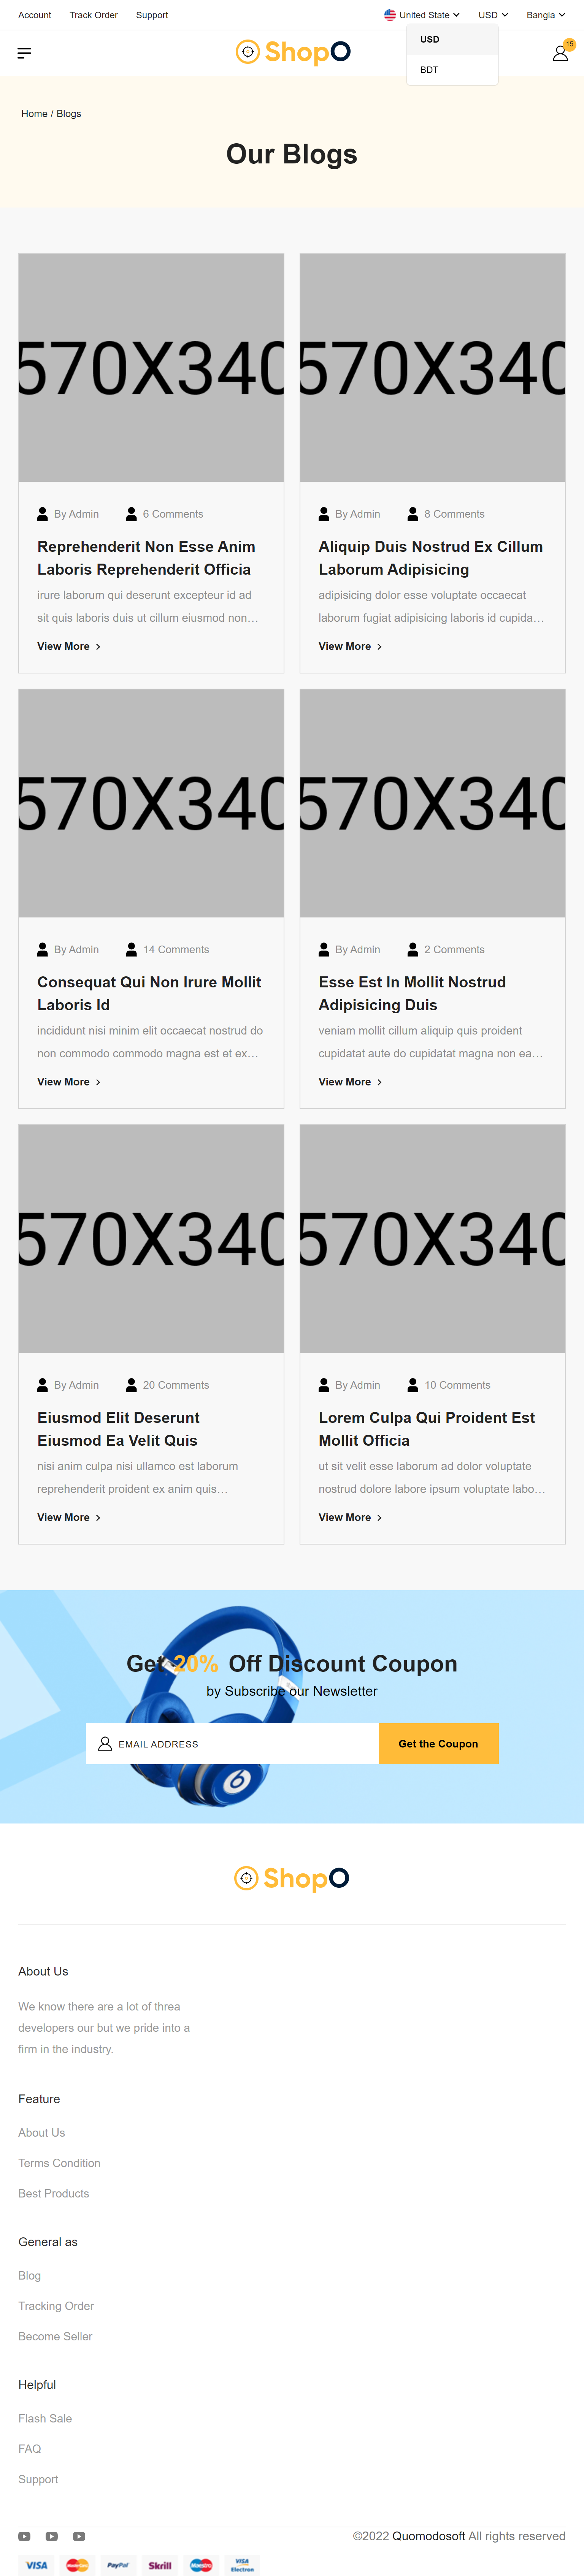 Account Track Order Support United State USD Bangla
USD
BDT
ShopO
15
Home / Blogs
Our Blogs
570X340 570X340
By Admin 6 Comments
Reprehenderit Non Esse Anim
Laboris Reprehenderit Officia
irure laborum qui deserunt excepteur id ad
sit quis laboris duis ut cillum eiusmod non…
View More
By Admin 8 Comments
Aliquip Duis Nostrud Ex Cillum
Laborum Adipisicing
adipisicing dolor esse voluptate occaecat
laborum fugiat adipisicing laboris id cupida…
View More
570X340 570X340
By Admin 14 Comments
Consequat Qui Non Irure Mollit
Laboris Id
incididunt nisi minim elit occaecat nostrud do
non commodo commodo magna est et ex…
View More
By Admin 2 Comments
Esse Est In Mollit Nostrud
Adipisicing Duis
veniam mollit cillum aliquip quis proident
cupidatat aute do cupidatat magna non ea…
View More
570X340 570X340
By Admin 20 Comments
Eiusmod Elit Deserunt
Eiusmod Ea Velit Quis
nisi anim culpa nisi ullamco est laborum
reprehenderit proident ex anim quis…
View More
By Admin 10 Comments
Lorem Culpa Qui Proident Est
Mollit Officia
ut sit velit esse laborum ad dolor voluptate
nostrud dolore labore ipsum voluptate labo…
View More
Get 20% Off Discount Coupon
by Subscribe our Newsletter
EMAIL ADDRESS
Get the Coupon
ShopO
About Us
We know there are a lot of threa
developers our but we pride into a
firm in the industry.
Feature
About Us
Terms Condition
Best Products
General as
Blog
Tracking Order
Become Seller
Helpful
Flash Sale
FAQ
Support
©2022 Quomodosoft All rights reserved
VISA MasterCard PayPal Skrill Maestro VISA Electron